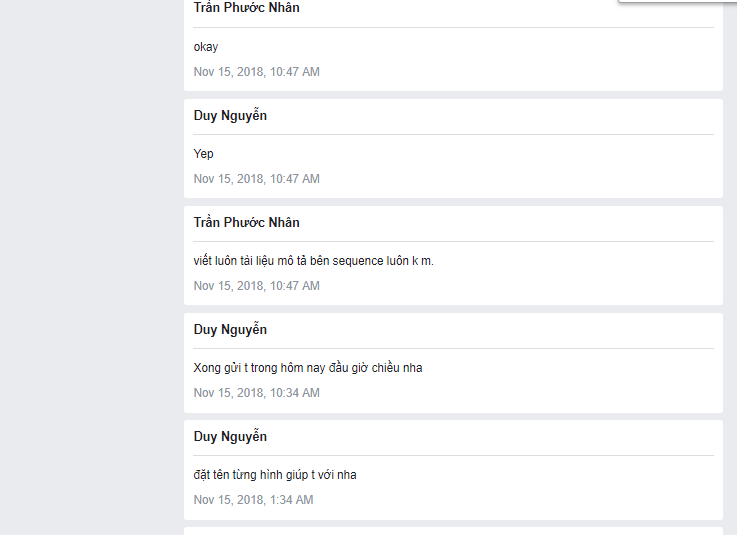 Trần Phước Nhân
okay
Nov 15, 2018, 10:47 AM
Duy Nguyễn
Yep
Nov 15, 2018, 10:47 AM
Trần Phước Nhân
viết luôn tài liệu mô tả bên sequence luôn k m.
Nov 15, 2018, 10:47 AM
Duy Nguyễn
Xong gửi t trong hôm nay đầu giờ chiều nha
Nov 15, 2018, 10:34 AM
Duy Nguyễn
đặt tên từng hình giúp t với nha
Nov 15, 2018, 1:34 AM